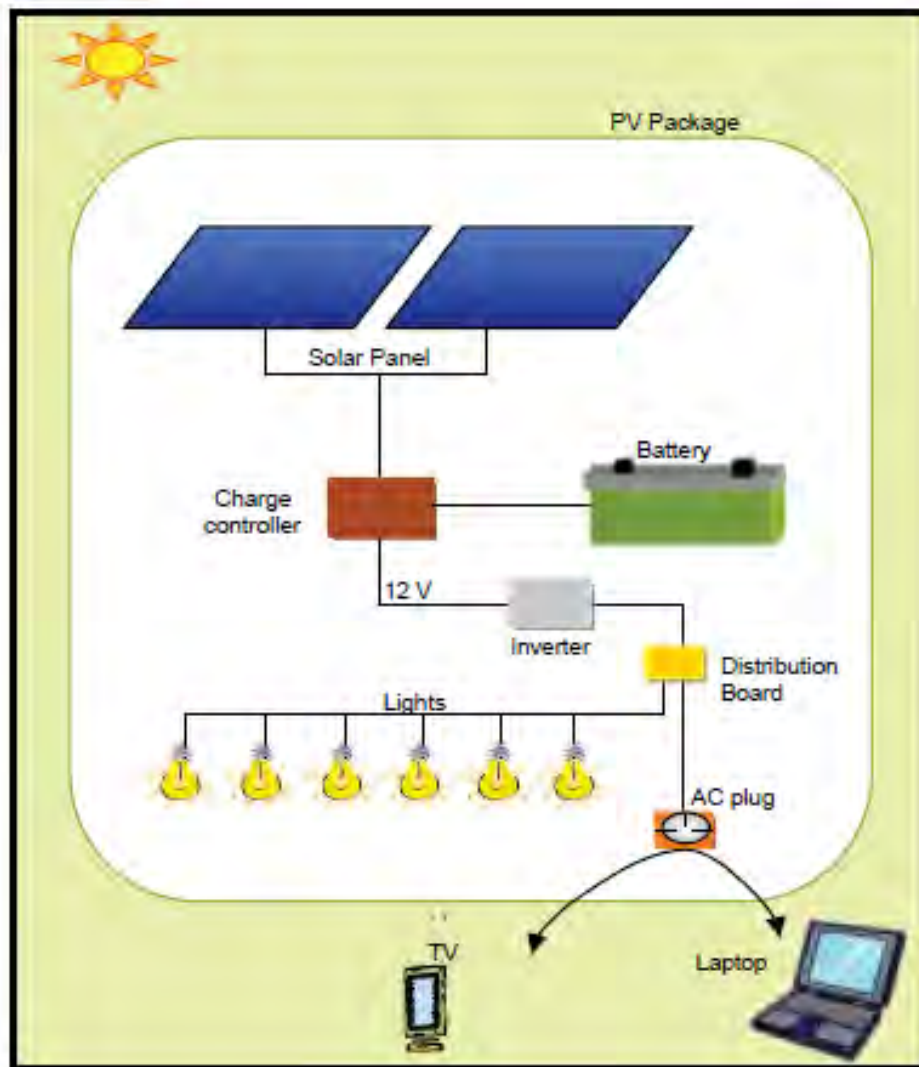 PV Package
Solar Panel
Battery
Charge
controller
12 V
Inverter
Distribution
Board
Lights
AC plug
TV
Laptop